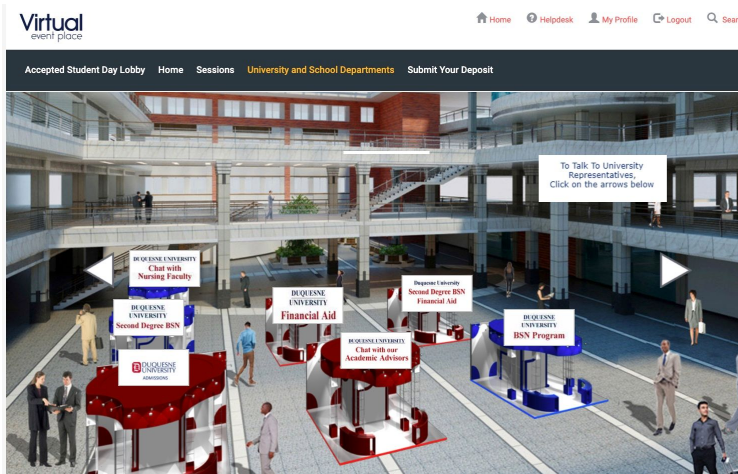 Virtual
event place
Home Helpdesk My Profile Logout Sear
Accepted Student Day Lobby Home Sessions University and School Departments Submit Your Deposit
To Talk To University
Representatives,
Click on the arrows below
DUQUESNE UNIVERSITY
Chat with
Nursing Faculty
DUQUESNE
UNIVERSITY
Second Degree BSN
DUQUESNE
UNIVERSITY
ADMISSIONS
DUQUESNE
UNIVERSITY
Financial Aid
Duquesne University
Second Degree BSN
Financial Aid
DUQUESNE UNIVERSITY
Chat with our
Academic Advisors
DUQUESNE
UNIVERSITY
BSN Program